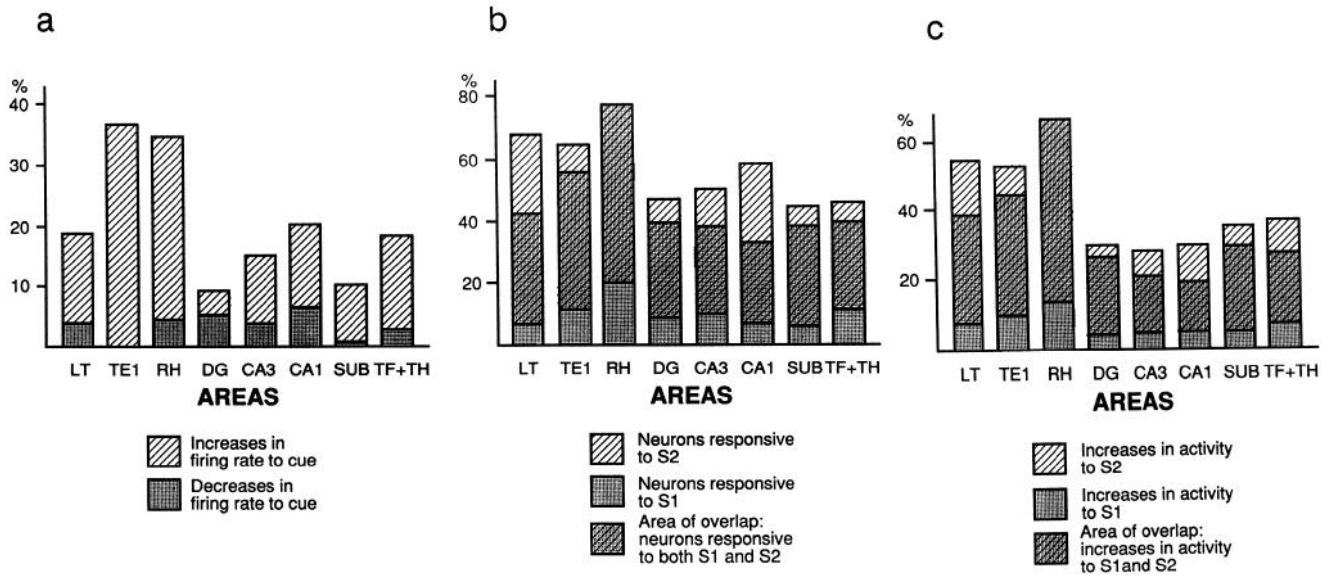 a
%
40
30
20
10
LT TE1 RH DG CA3 CA1 SUB TF+TH
AREAS
Increases in
firing rate to cue
Decreases in
firing rate to cue
b
%
80
60
40
20
LT TE1 RH DG CA3 CA1 SUB TF+TH
AREAS
Neurons responsive
to S2
Neurons responsive
to S1
Area of overlap:
neurons responsive
to both S1 and S2
c
%
60
40
20
LT TE1 RH DG CA3 CA1 SUB TF+TH
AREAS
Increases in activity
to S2
Increases in activity
to S1
Area of overlap:
increases in activity
to S1and S2